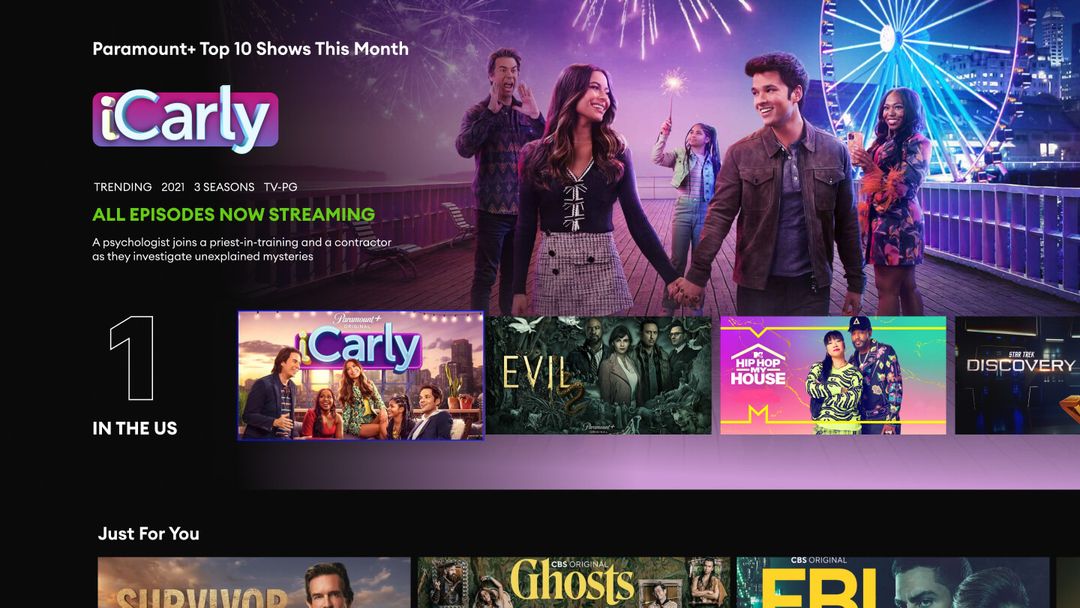 Paramount+ Top 10 Shows This Month
iCarly
TRENDING 2021 3 SEASONS TV-PG
ALL EPISODES NOW STREAMING
A psychologist joins a priest-in-training and a contractor
as they investigate unexplained mysteries
1
IN THE US
Paramount+
ORIGINAL
iCarly
EVIL
Paramount+
ORIGINAL
HIP HOP
MY
HOUSE
STAR TREK
DISCOVERY
Just For You
SURVIVOR
CBS ORIGINAL
Ghosts
CBS ORIGINAL
FBI